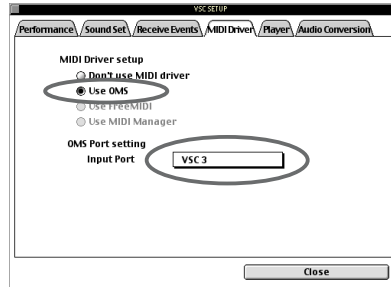 VSC SETUP
Performance Sound Set Receive Events MIDI Driver Player Audio Conversion
MIDI Driver setup
Don't use MIDI driver
Use OMS
Use FreeMIDI
Use MIDI Manager
OMS Port setting
Input Port VSC 3
Close